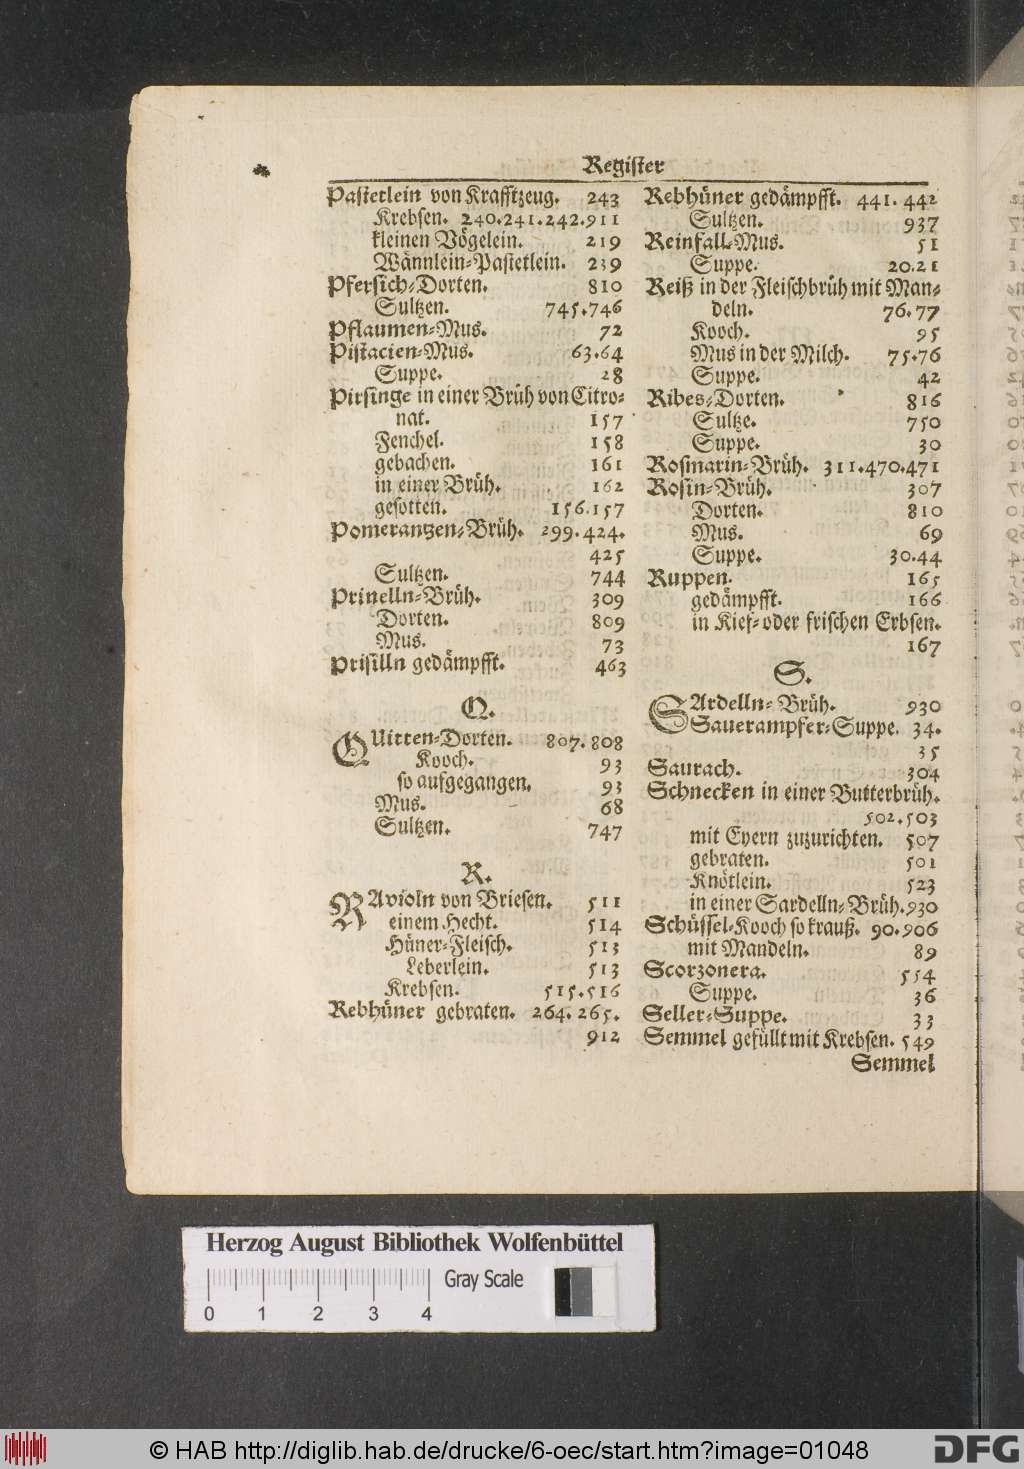 Register
Pastetlein von Krafftzeug. 243
Krebsen. 240.241.242.911
kleinen Vögelein. 219
Wännlein-Pastetlein. 239
Pfersich-Dorten. 810
Sultzen. 745.746
Pflaumen-Mus. 72
Pistacien-Mus. 63.64
Suppe. 28
Pirsinge in einer Brüh von Citro-
nat. 157
Fenchel. 158
gebachen. 161
in einer Brüh. 162
gesotten. 156.157
Pomerantzen-Brüh. 299.424.
425
Sultzen. 744
Prinelln-Brüh. 309
Dorten. 809
Mus. 73
Prisilln gedämpfft. 463
Q.
QUitten-Dorten. 807.808
Kooch. 93
so aufgegangen. 93
Mus. 68
Sultzen. 747
R.
RAvioln von Briesen. 511
einem Hecht. 514
Hüner-Fleisch. 513
Leberlein. 513
Krebsen. 515.516
Rebhüner gebraten. 264.265.
912
Rebhüner gedämpfft. 441.442
Sultzen. 937
Reinfall-Mus. 51
Suppe. 20.21
Reiß in der Fleischbrüh mit Man-
deln. 76.77
Kooch. 95
Mus in der Milch. 75.76
Suppe. 42
Ribes-Dorten. 816
Sultze. 750
Suppe. 30
Rosmarin-Brüh. 311.470.471
Rosin-Brüh. 307
Dorten. 810
Mus. 69
Suppe. 30.44
Ruppen. 165
gedämpfft. 166
in Kief-oder frischen Erbsen.
167
S.
SArdelln-Brüh. 930
Sauerampfer-Suppe. 34.
35
Saurach. 304
Schnecken in einer Butterbrüh.
502.503
mit Eyern zuzurichten. 507
gebraten. 501
Knötlein. 523
in einer Sardelln-Brüh. 930
Schüssel-Kooch so krauß. 90.906
mit Mandeln. 89
Scorzonera. 554
Suppe. 36
Seller-Suppe. 33
Semmel gefüllt mit Krebsen. 549
Semmel
Herzog August Bibliothek Wolfenbüttel
Gray Scale
0 1 2 3 4
© HAB http://diglib.hab.de/drucke/6-oec/start.htm?image=01048
DFG